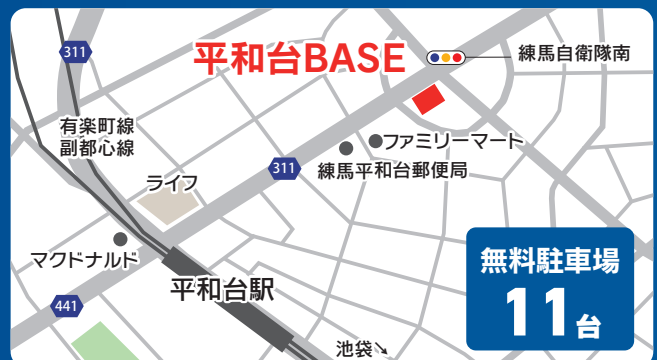 311
平和台BASE
練馬自衛隊南
有楽町線
副都心線
ファミリーマート
311
練馬平和台郵便局
ライフ
マクドナルド
平和台駅
441
池袋↘
無料駐車場
11台